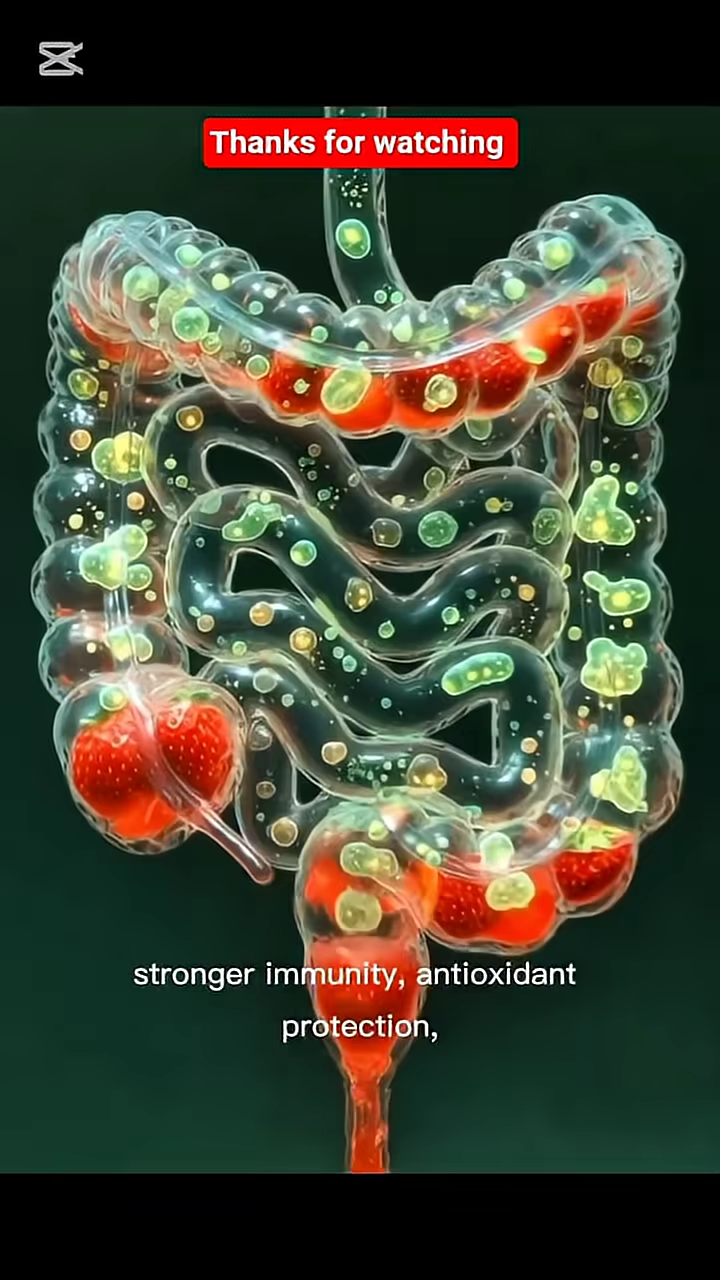 Thanks for watching
stronger immunity, antioxidant
protection,